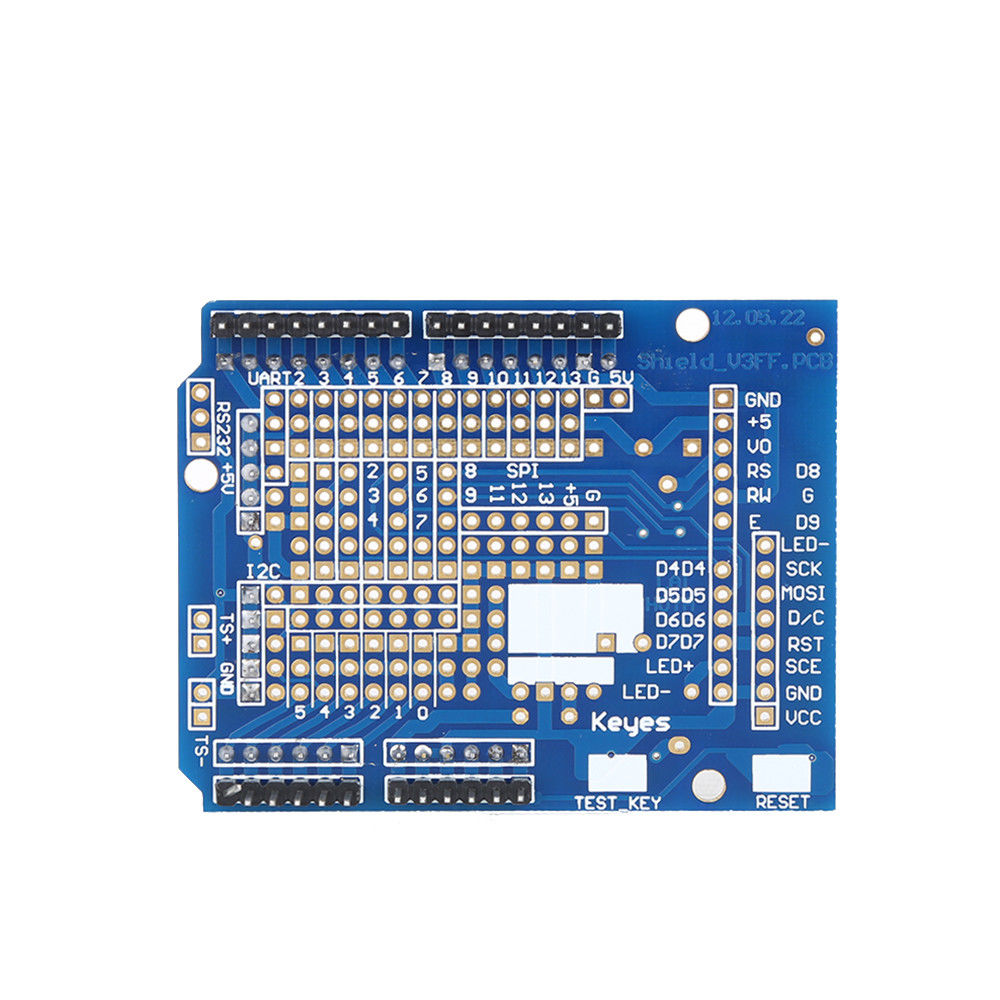 12.05.22
Shield_V3FF.PCB
UART 2 3 4 5 6 7 8 9 10 11 12 13 G 5V
RS232
+5V
2 5 8 SPI
3 6 9 11 12 13 +5 G
4 7
GND
+5
VO
RS D8
RW G
E D9
LED-
I2C
D4D4 SCK
D5D5 MOSI
D6D6 D/C
D7D7 RST
LED+ SCE
LED- GND
VCC
TS+
GND
TS-
5 4 3 2 1 0
Keyes
TEST_KEY
RESET